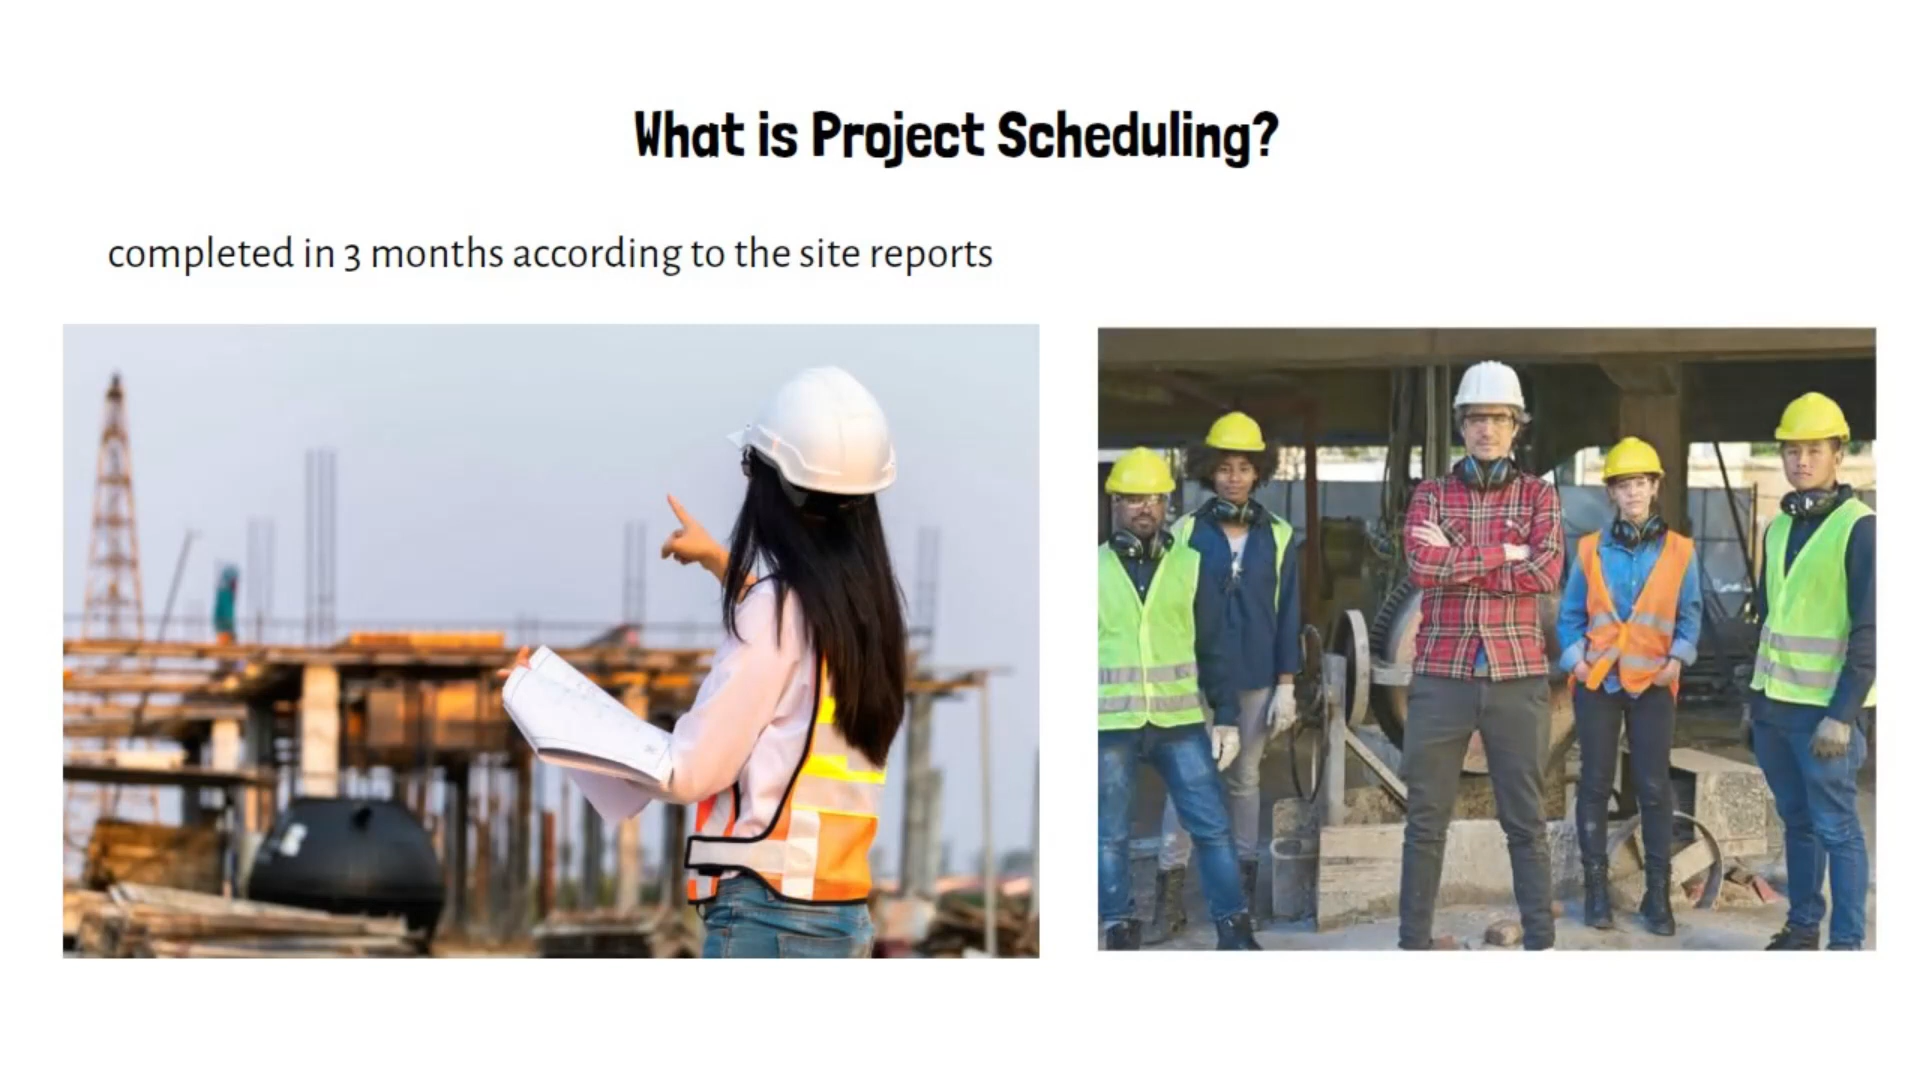 What is Project Scheduling?
completed in 3 months according to the site reports